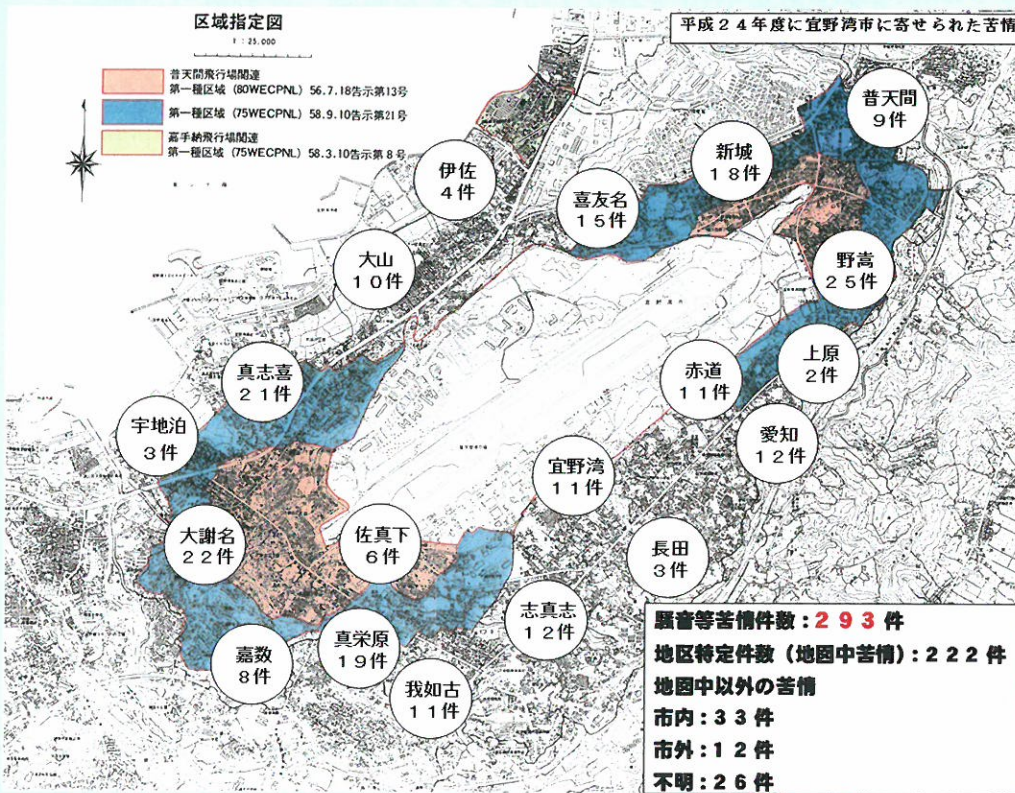 区域指定図
1 : 25,000
平成24年度に宜野湾市に寄せられた苦情
普天間飛行場関連
第一種区域 (80WECPNL) 56.7.18告示第13号
第一種区域 (75WECPNL) 58.9.10告示第21号
嘉手納飛行場関連
第一種区域 (75WECPNL) 58.3.10告示第8号
普天間
9件
新城
18件
伊佐
4件
喜友名
15件
大山
10件
野嵩
25件
上原
2件
赤道
11件
真志喜
21件
愛知
12件
宇地泊
3件
宜野湾
11件
大謝名
22件
佐真下
6件
長田
3件
志真志
12件
真栄原
19件
嘉数
8件
我如古
11件
騒音等苦情件数:293件
地区特定件数(地図中苦情):222件
地図中以外の苦情
市内:33件
市外:12件
不明:26件